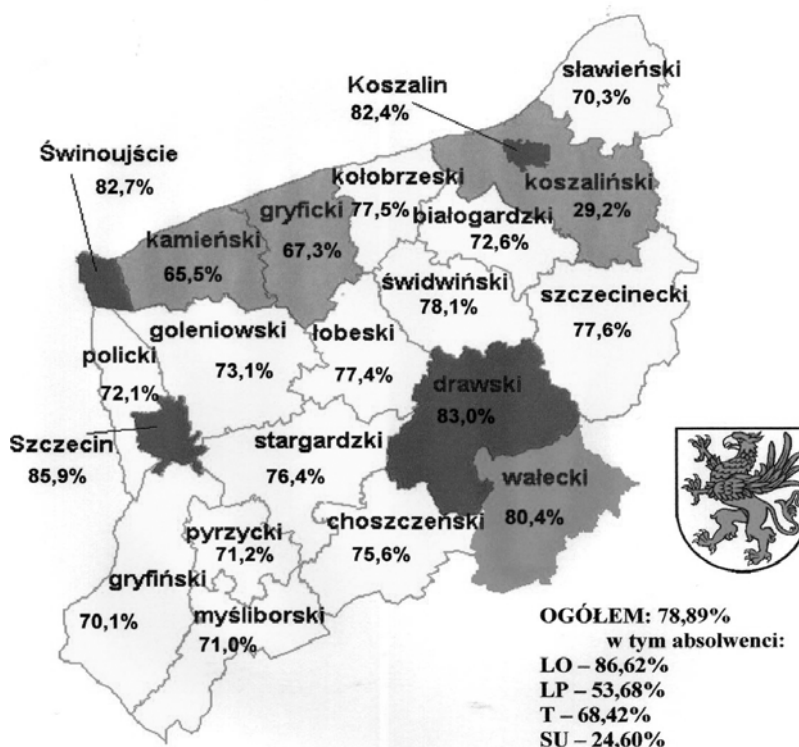 sławieński
70,3%
Koszalin
82,4%
Świnoujście
82,7%
kołobrzeski
77,5%
koszaliński
29,2%
gryficki
67,3%
białogardzki
72,6%
kamieński
65,5%
świdwiński
78,1%
szczecinecki
77,6%
goleniowski
73,1%
łobeski
77,4%
policki
72,1%
drawski
83,0%
Szczecin
85,9%
stargardzki
76,4%
wałecki
80,4%
choszczeński
75,6%
pyrzycki
71,2%
gryfiński
70,1%
myśliborski
71,0%
OGÓŁEM: 78,89%
w tym absolwenci:
LO – 86,62%
LP – 53,68%
T – 68,42%
SU – 24,60%